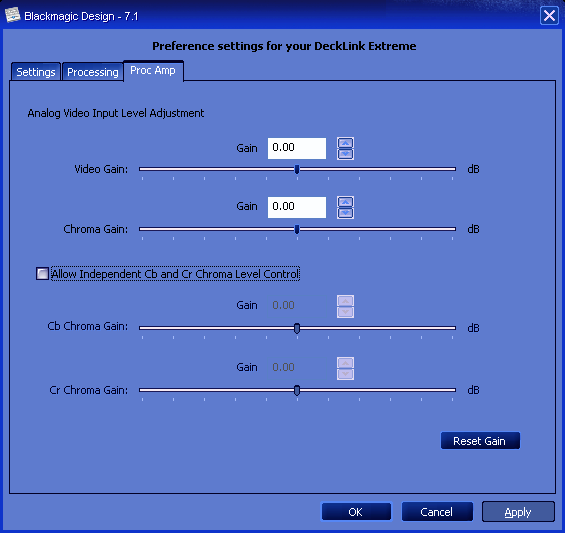 Blackmagic Design - 7.1
Preference settings for your DeckLink Extreme
Settings Processing Proc Amp
Analog Video Input Level Adjustment
Gain 0.00
Video Gain: dB
Gain 0.00
Chroma Gain: dB
Allow Independent Cb and Cr Chroma Level Control
Gain 0.00
Cb Chroma Gain: dB
Gain 0.00
Cr Chroma Gain: dB
Reset Gain
OK Cancel Apply